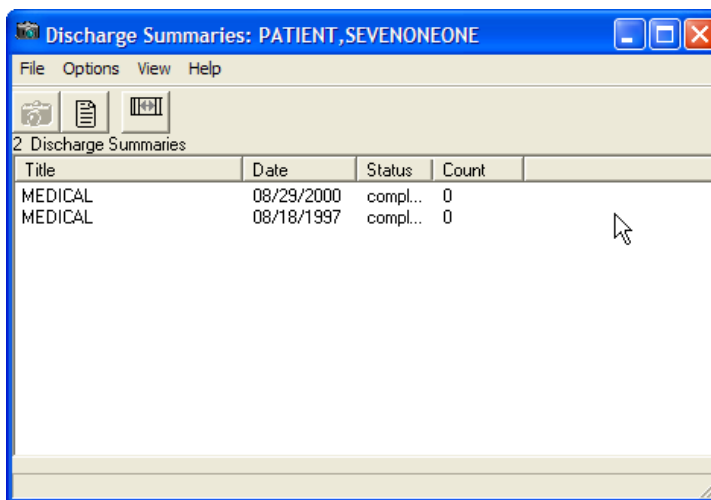 Discharge Summaries: PATIENT,SEVENONEONE
File Options View Help
2 Discharge Summaries
Title Date Status Count
MEDICAL 08/29/2000 compl... 0
MEDICAL 08/18/1997 compl... 0